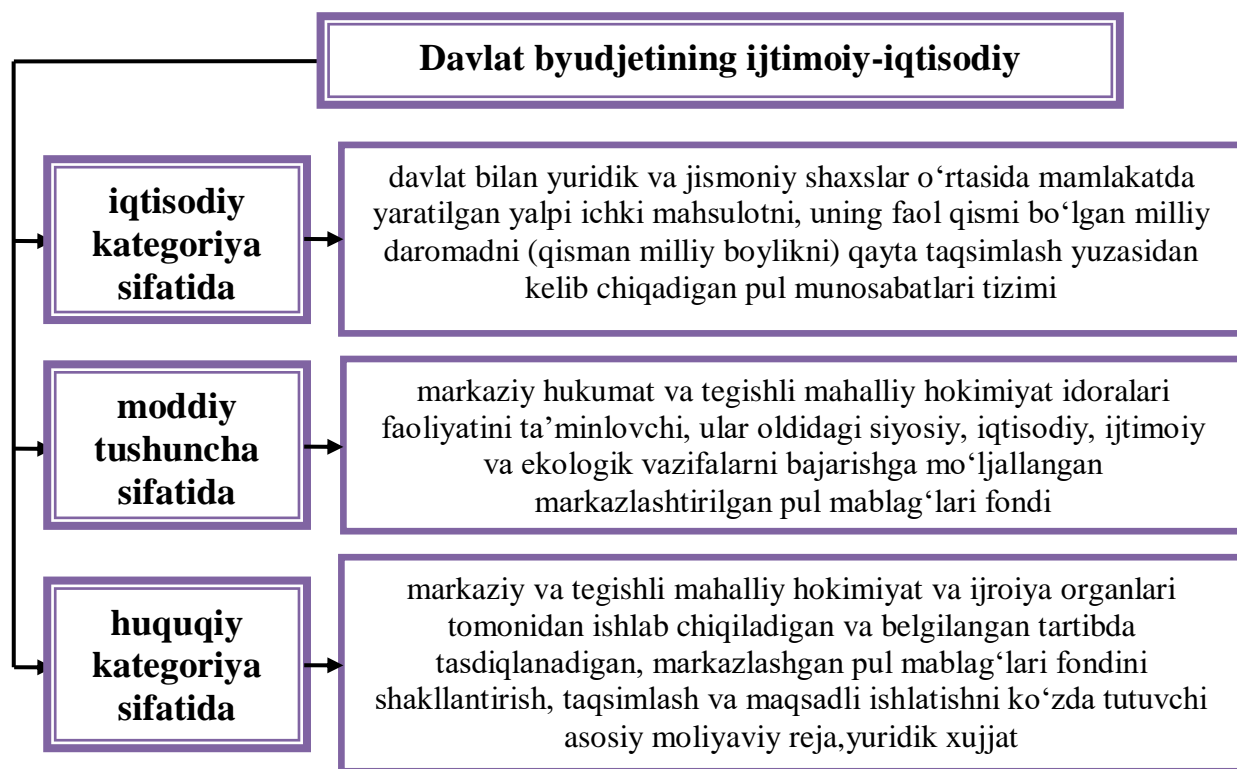 Davlat byudjetining ijtimoiy-iqtisodiy
iqtisodiy
kategoriya
sifatida
davlat bilan yuridik va jismoniy shaxslar o‘rtasida mamlakatda
yaratilgan yalpi ichki mahsulotni, uning faol qismi bo‘lgan milliy
daromadni (qisman milliy boylikni) qayta taqsimlash yuzasidan
kelib chiqadigan pul munosabatlari tizimi
moddiy
tushuncha
sifatida
markaziy hukumat va tegishli mahalliy hokimiyat idoralari
faoliyatini ta’minlovchi, ular oldidagi siyosiy, iqtisodiy, ijtimoiy
va ekologik vazifalarni bajarishga mo‘ljallangan
markazlashtirilgan pul mablag‘lari fondi
huquqiy
kategoriya
sifatida
markaziy va tegishli mahalliy hokimiyat va ijroiya organlari
tomonidan ishlab chiqiladigan va belgilangan tartibda
tasdiqlanadigan, markazlashgan pul mablag‘lari fondini
shakllantirish, taqsimlash va maqsadli ishlatishni ko‘zda tutuvchi
asosiy moliyaviy reja,yuridik xujjat